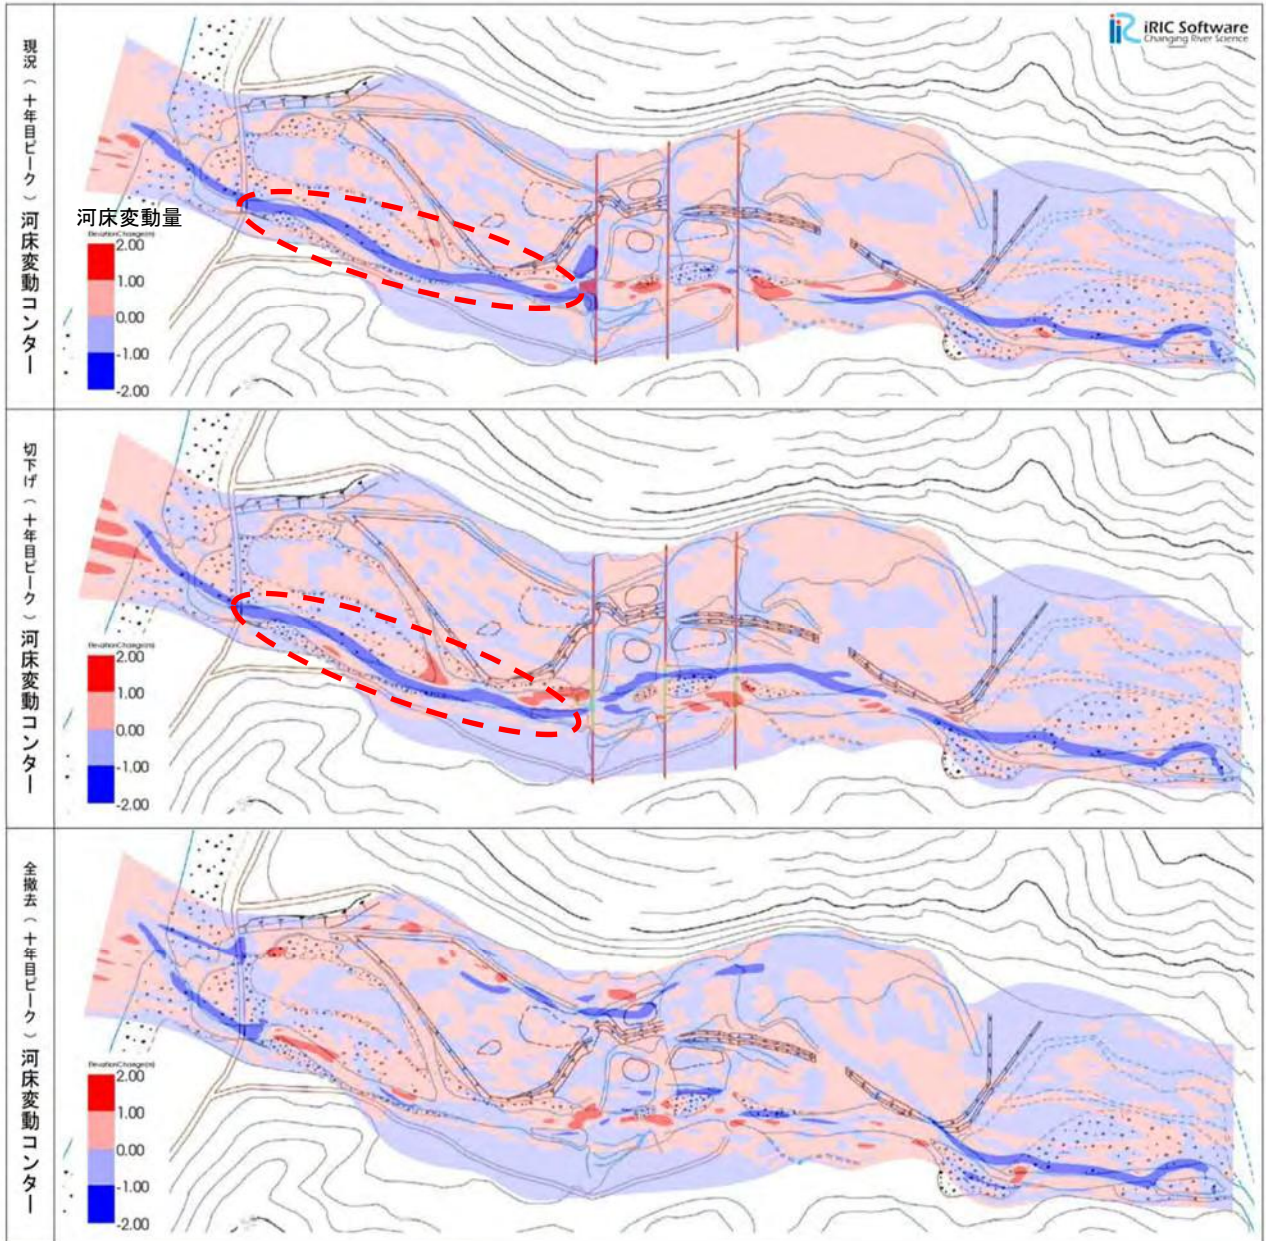 iRIC Software
Changing River Science
現況（十年目ピーク）河床変動コンター
河床変動量
ElevationChange(m)
2.00
1.00
0.00
-1.00
-2.00
切下げ（十年目ピーク）河床変動コンター
ElevationChange(m)
2.00
1.00
0.00
-1.00
-2.00
全撤去（十年目ピーク）河床変動コンター
ElevationChange(m)
2.00
1.00
0.00
-1.00
-2.00